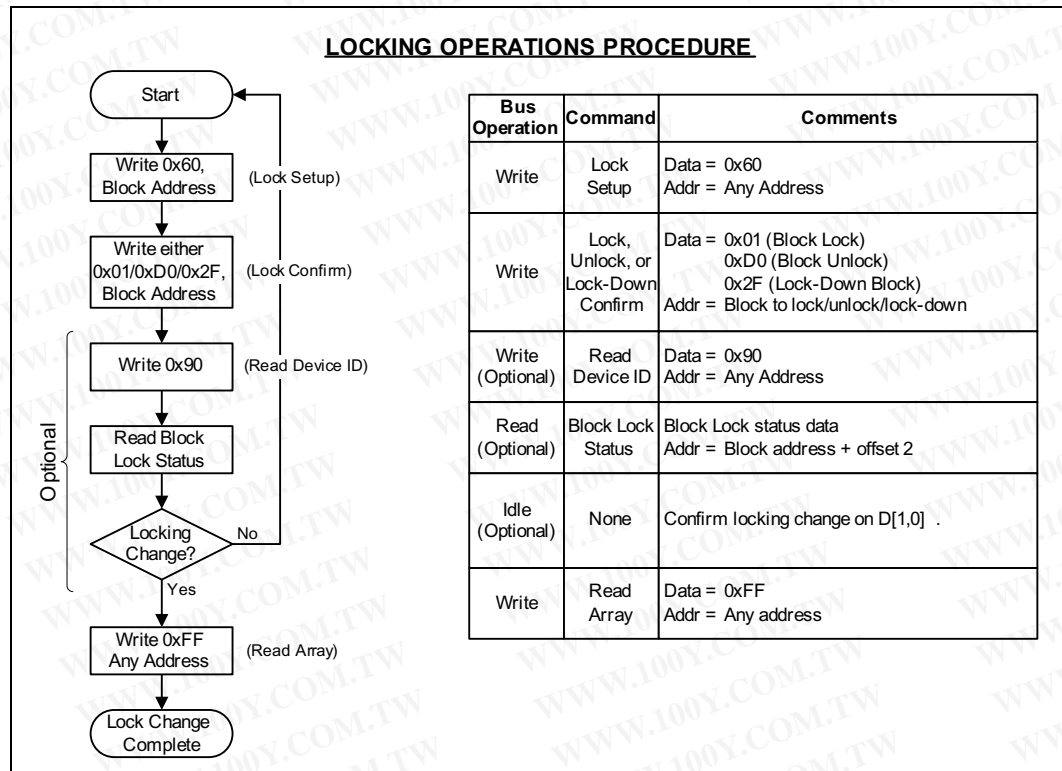 LOCKING OPERATIONS PROCEDURE
Start
Write 0x60,
Block Address
(Lock Setup)
Write either
0x01/0xD0/0x2F,
Block Address
(Lock Confirm)
Optional
Write 0x90
(Read Device ID)
Read Block
Lock Status
Locking
Change?
No
Yes
Write 0xFF
Any Address
(Read Array)
Lock Change
Complete
Bus
Operation
Command
Comments
Write
Lock
Setup
Data = 0x60
Addr = Any Address
Write
Lock,
Unlock, or
Lock-Down
Confirm
Data = 0x01 (Block Lock)
0xD0 (Block Unlock)
0x2F (Lock-Down Block)
Addr = Block to lock/unlock/lock-down
Write
(Optional)
Read
Device ID
Data = 0x90
Addr = Any Address
Read
(Optional)
Block Lock
Status
Block Lock status data
Addr = Block address + offset 2
Idle
(Optional)
None
Confirm locking change on D[1,0] .
Write
Read
Array
Data = 0xFF
Addr = Any address
WWW.100Y.COM.TW